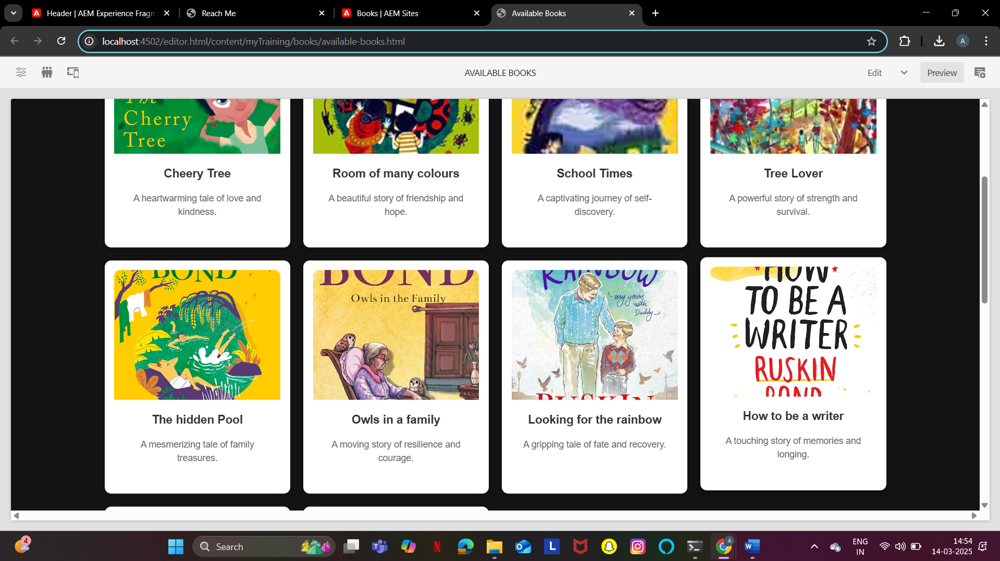 Header | AEM Experience Fragm
Reach Me
Books | AEM Sites
Available Books
localhost:4502/editor.html/content/myTraining/books/available-books.html
A
AVAILABLE BOOKS
Edit
Preview
The
Cherry
Tree
Cheery Tree
A heartwarming tale of love and
kindness.
Room of many colours
A beautiful story of friendship and
hope.
School Times
A captivating journey of self-
discovery.
Tree Lover
A powerful story of strength and
survival.
BOND
The hidden Pool
A mesmerizing tale of family
treasures.
BOND
Owls in the Family
Owls in a family
A moving story of resilience and
courage.
RAINBOW
my years
with
Daddy
RUSKIN
Looking for the rainbow
A gripping tale of fate and recovery.
HOW
TO BE A
WRITER
RUSKIN
BOND
How to be a writer
A touching story of memories and
longing.
4
Search
ENG
IN
14:54
14-03-2025